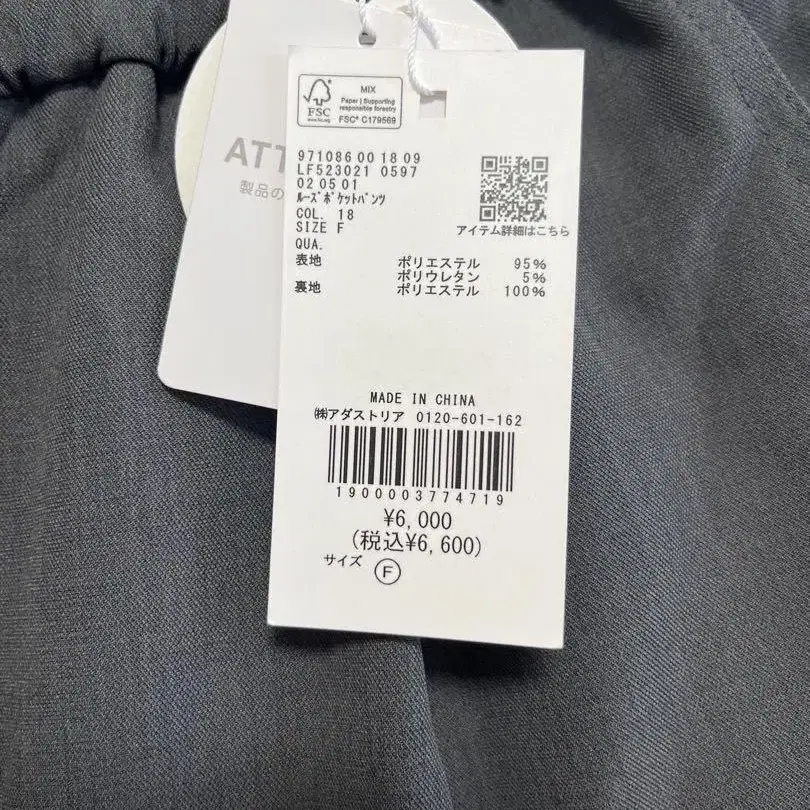 MIX
Paper | Supporting
responsible forestry
FSC
www.fsc.org
FSC® C179569
971086 00 18 09
LF523021 0597
02 05 01
ﾙｰｽﾞﾎﾟｹｯﾄﾊﾟﾝﾂ
COL. 18
SIZE F
QUA.
アイテム詳細はこちら
表地 ポリエステル 95%
ポリウレタン 5%
裏地 ポリエステル 100%
MADE IN CHINA
㈱アダストリア 0120-601-162
1900003774719
¥6,000
(税込¥6,600)
サイズ F
ATT
製品の